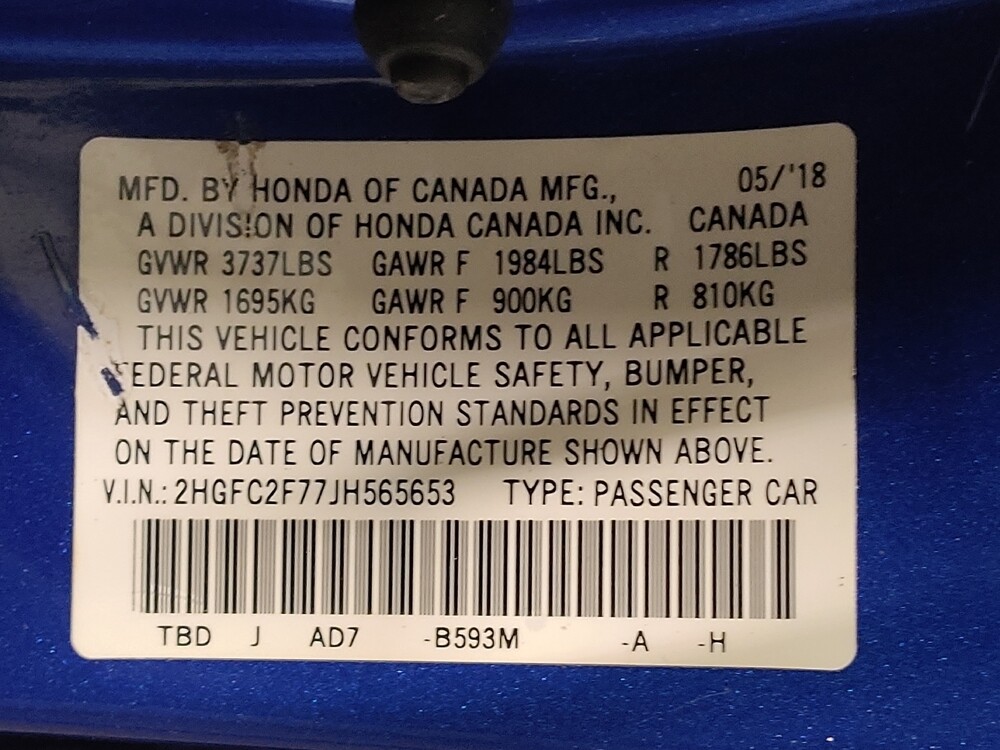 MFD. BY HONDA OF CANADA MFG., 05/'18
A DIVISION OF HONDA CANADA INC. CANADA
GVWR 3737LBS GAWR F 1984LBS R 1786LBS
GVWR 1695KG GAWR F 900KG R 810KG
THIS VEHICLE CONFORMS TO ALL APPLICABLE
FEDERAL MOTOR VEHICLE SAFETY, BUMPER,
AND THEFT PREVENTION STANDARDS IN EFFECT
ON THE DATE OF MANUFACTURE SHOWN ABOVE.
V.I.N.: 2HGFC2F77JH565653 TYPE: PASSENGER CAR
TBD J AD7 -B593M -A -H